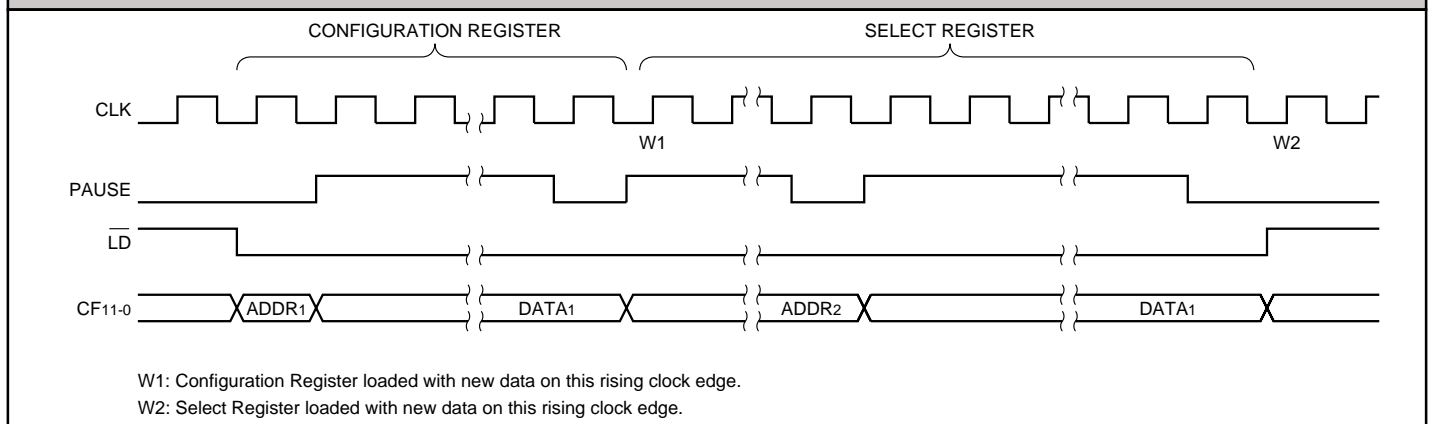 CONFIGURATION REGISTER SELECT REGISTER
CLK
W1 W2
PAUSE
LD
CF11-0 ADDR1 DATA1 ADDR2 DATA1
W1: Configuration Register loaded with new data on this rising clock edge.
W2: Select Register loaded with new data on this rising clock edge.